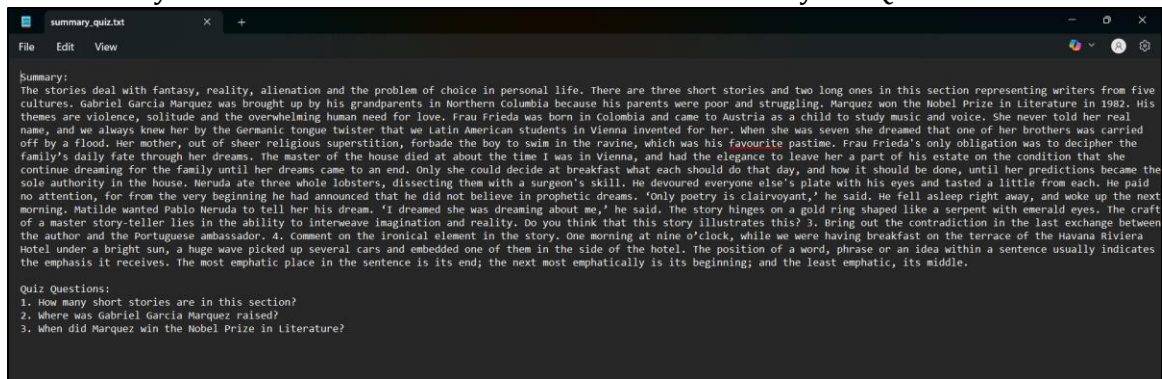 summary_quiz.txt
File Edit View
Summary:
The stories deal with fantasy, reality, alienation and the problem of choice in personal life. There are three short stories and two long ones in this section representing writers from five
cultures. Gabriel Garcia Marquez was brought up by his grandparents in Northern Columbia because his parents were poor and struggling. Marquez won the Nobel Prize in Literature in 1982. His
themes are violence, solitude and the overwhelming human need for love. Frau Frieda was born in Colombia and came to Austria as a child to study music and voice. She never told her real
name, and we always knew her by the Germanic tongue twister that we Latin American students in Vienna invented for her. When she was seven she dreamed that one of her brothers was carried
off by a flood. Her mother, out of sheer religious superstition, forbade the boy to swim in the ravine, which was his favourite pastime. Frau Frieda's only obligation was to decipher the
family's daily fate through her dreams. The master of the house died at about the time I was in Vienna, and had the elegance to leave her a part of his estate on the condition that she
continue dreaming for the family until her dreams came to an end. Only she could decide at breakfast what each should do that day, and how it should be done, until her predictions became the
sole authority in the house. Neruda ate three whole lobsters, dissecting them with a surgeon's skill. He devoured everyone else's plate with his eyes and tasted a little from each. He paid
no attention, for from the very beginning he had announced that he did not believe in prophetic dreams. ‘Only poetry is clairvoyant,’ he said. He fell asleep right away, and woke up the next
morning. Matilde wanted Pablo Neruda to tell her his dream. ‘I dreamed she was dreaming about me,’ he said. The story hinges on a gold ring shaped like a serpent with emerald eyes. The craft
of a master story-teller lies in the ability to interweave imagination and reality. Do you think that this story illustrates this? 3. Bring out the contradiction in the last exchange between
the author and the Portuguese ambassador. 4. Comment on the ironical element in the story. One morning at nine o’clock, while we were having breakfast on the terrace of the Havana Riviera
Hotel under a bright sun, a huge wave picked up several cars and embedded one of them in the side of the hotel. The position of a word, phrase or an idea within a sentence usually indicates
the emphasis it receives. The most emphatic place in the sentence is its end; the next most emphatically is its beginning; and the least emphatic, its middle.
Quiz Questions:
1. How many short stories are in this section?
2. Where was Gabriel Garcia Marquez raised?
3. When did Marquez win the Nobel Prize in Literature?